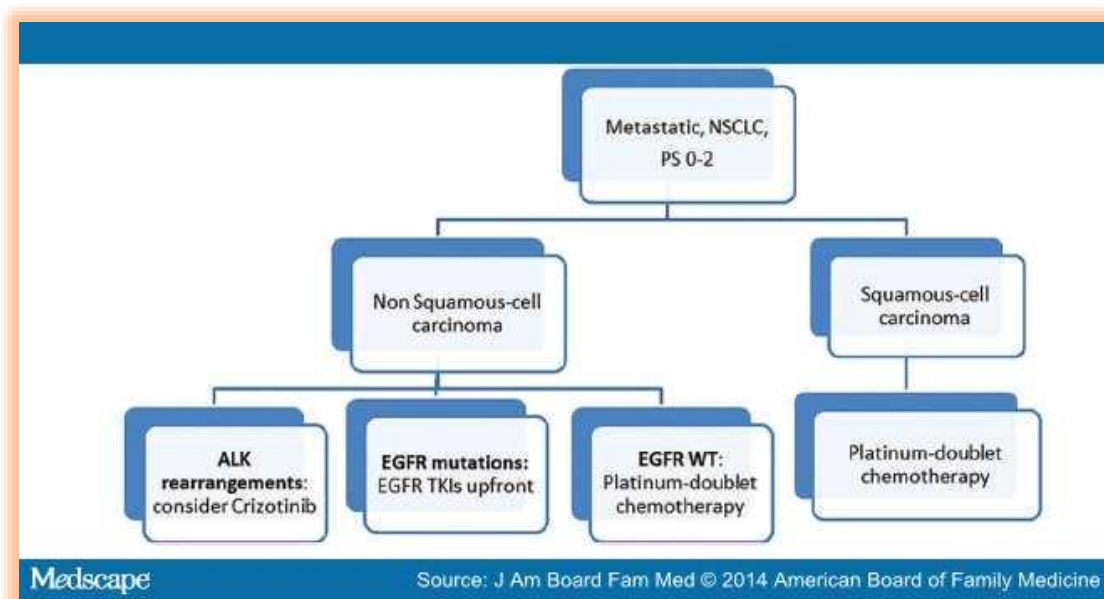 Metastatic, NSCLC,
PS 0-2
Non Squamous-cell
carcinoma
Squamous-cell
carcinoma
ALK
rearrangements:
consider Crizotinib
EGFR mutations:
EGFR TKIs upfront
EGFR WT:
Platinum-doublet
chemotherapy
Platinum-doublet
chemotherapy
Medscape
Source: J Am Board Fam Med © 2014 American Board of Family Medicine